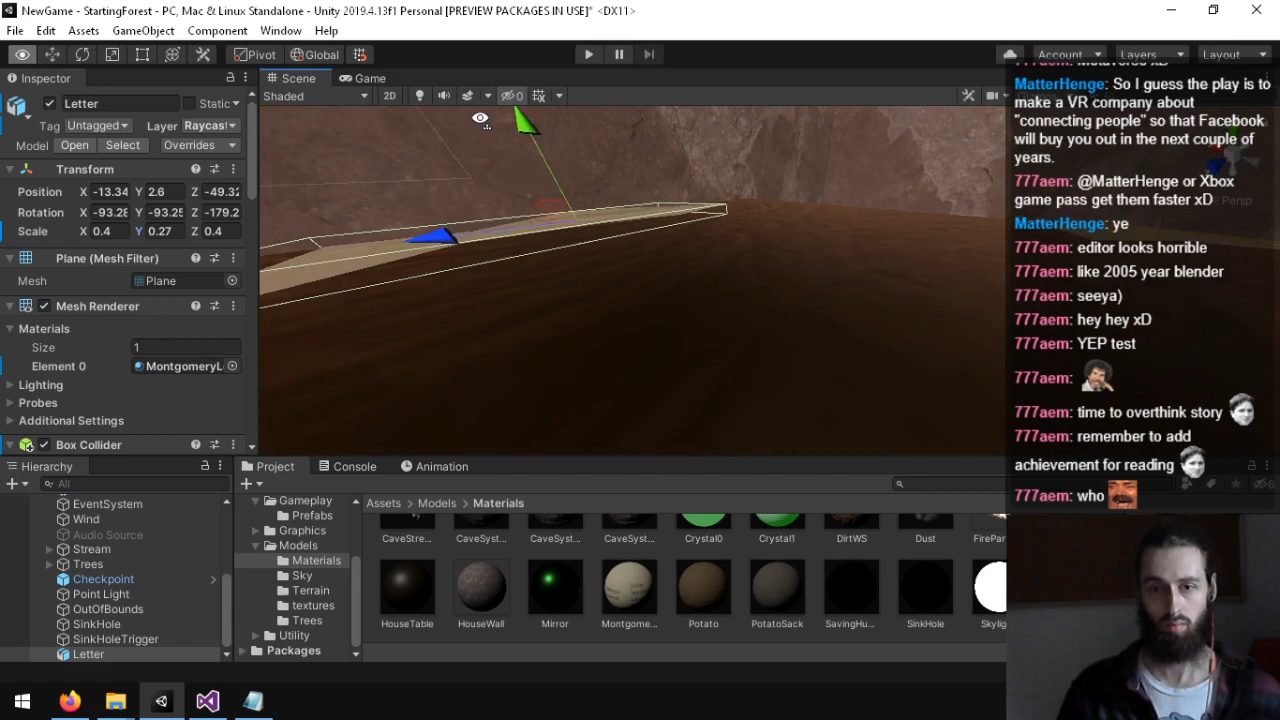 NewGame - StartingForest - PC, Mac & Linux Standalone - Unity 2019.4.13f1 Personal [PREVIEW PACKAGES IN USE]* <DX11>
File Edit Assets GameObject Component Window Help
Pivot Global Account Layers Layout
Inspector
Scene Game
Shaded 2D 0
Letter Static
Tag Untagged Layer Raycast
Model Open Select Overrides
Transform
Position X -13.34 Y 2.6 Z -49.32
Rotation X -93.28 Y -93.25 Z -179.2
Scale X 0.4 Y 0.27 Z 0.4
Plane (Mesh Filter)
Mesh Plane
Mesh Renderer
Materials
Size 1
Element 0 MontgomeryL
Lighting
Probes
Additional Settings
Box Collider
Hierarchy
All
EventSystem
Wind
Audio Source
Stream
Trees
Checkpoint
Point Light
OutOfBounds
SinkHole
SinkHoleTrigger
Letter
Project Console Animation
Gameplay
Prefabs
Graphics
Models
Materials
Sky
Terrain
textures
Trees
Utility
Packages
Assets > Models > Materials
CaveStre... CaveSyst... CaveSyst... CaveSyst... Crystal0 Crystal1 DirtWS Dust FirePar
HouseTable HouseWall Mirror Montgome... Potato PotatoSack SavingHu... SinkHole Skylig
MatterHenge: So I guess the play is to
make a VR company about
"connecting people" so that Facebook
will buy you out in the next couple of
years.
777aem: @MatterHenge or Xbox
game pass get them faster xD
MatterHenge: ye
777aem: editor looks horrible
777aem: like 2005 year blender
777aem: seeya)
777aem: hey hey xD
777aem: YEP test
777aem:
777aem: time to overthink story
777aem: remember to add
achievement for reading
777aem: who